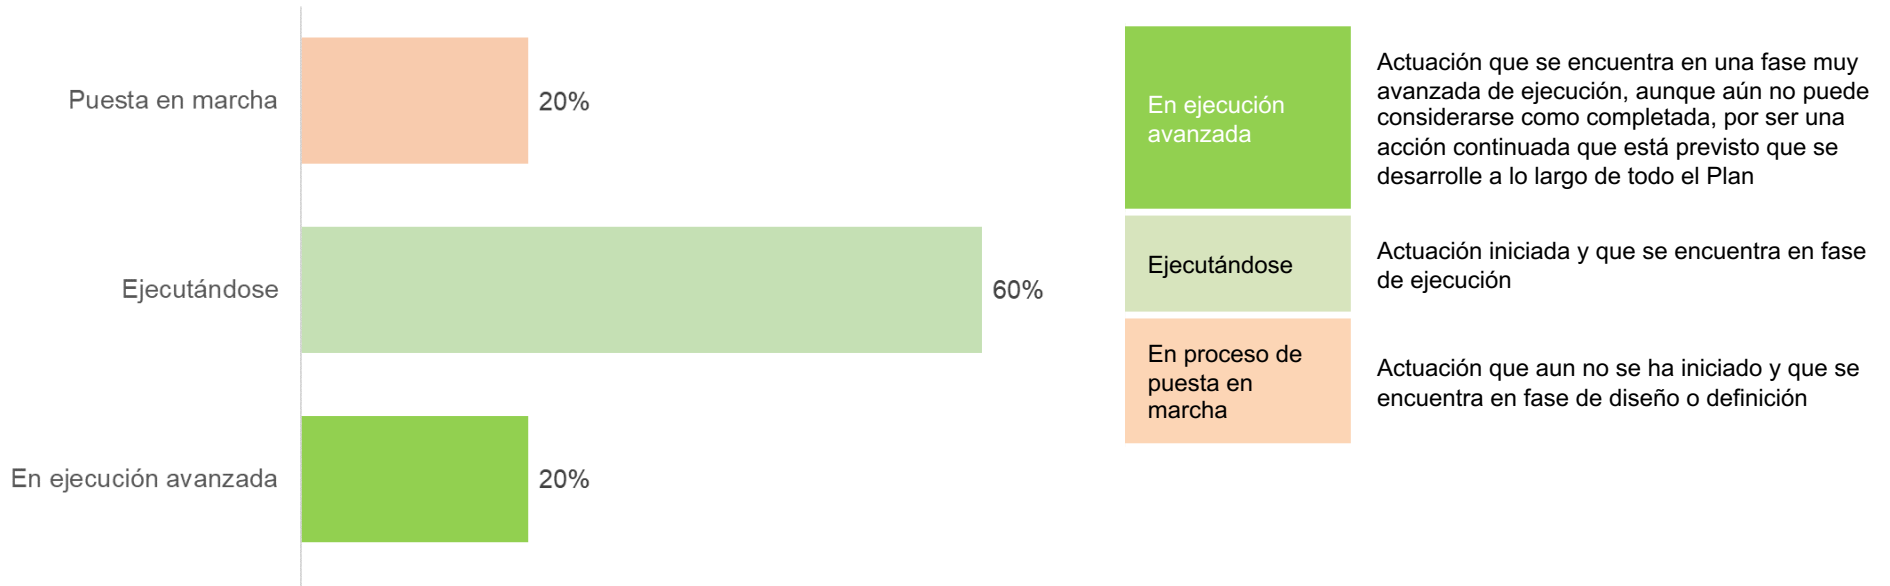 Puesta en marcha
20%
Ejecutándose
60%
En ejecución avanzada
20%
En ejecución
avanzada
Actuación que se encuentra en una fase muy
avanzada de ejecución, aunque aún no puede
considerarse como completada, por ser una
acción continuada que está previsto que se
desarrolle a lo largo de todo el Plan
Ejecutándose
Actuación iniciada y que se encuentra en fase
de ejecución
En proceso de
puesta en
marcha
Actuación que aun no se ha iniciado y que se
encuentra en fase de diseño o definición